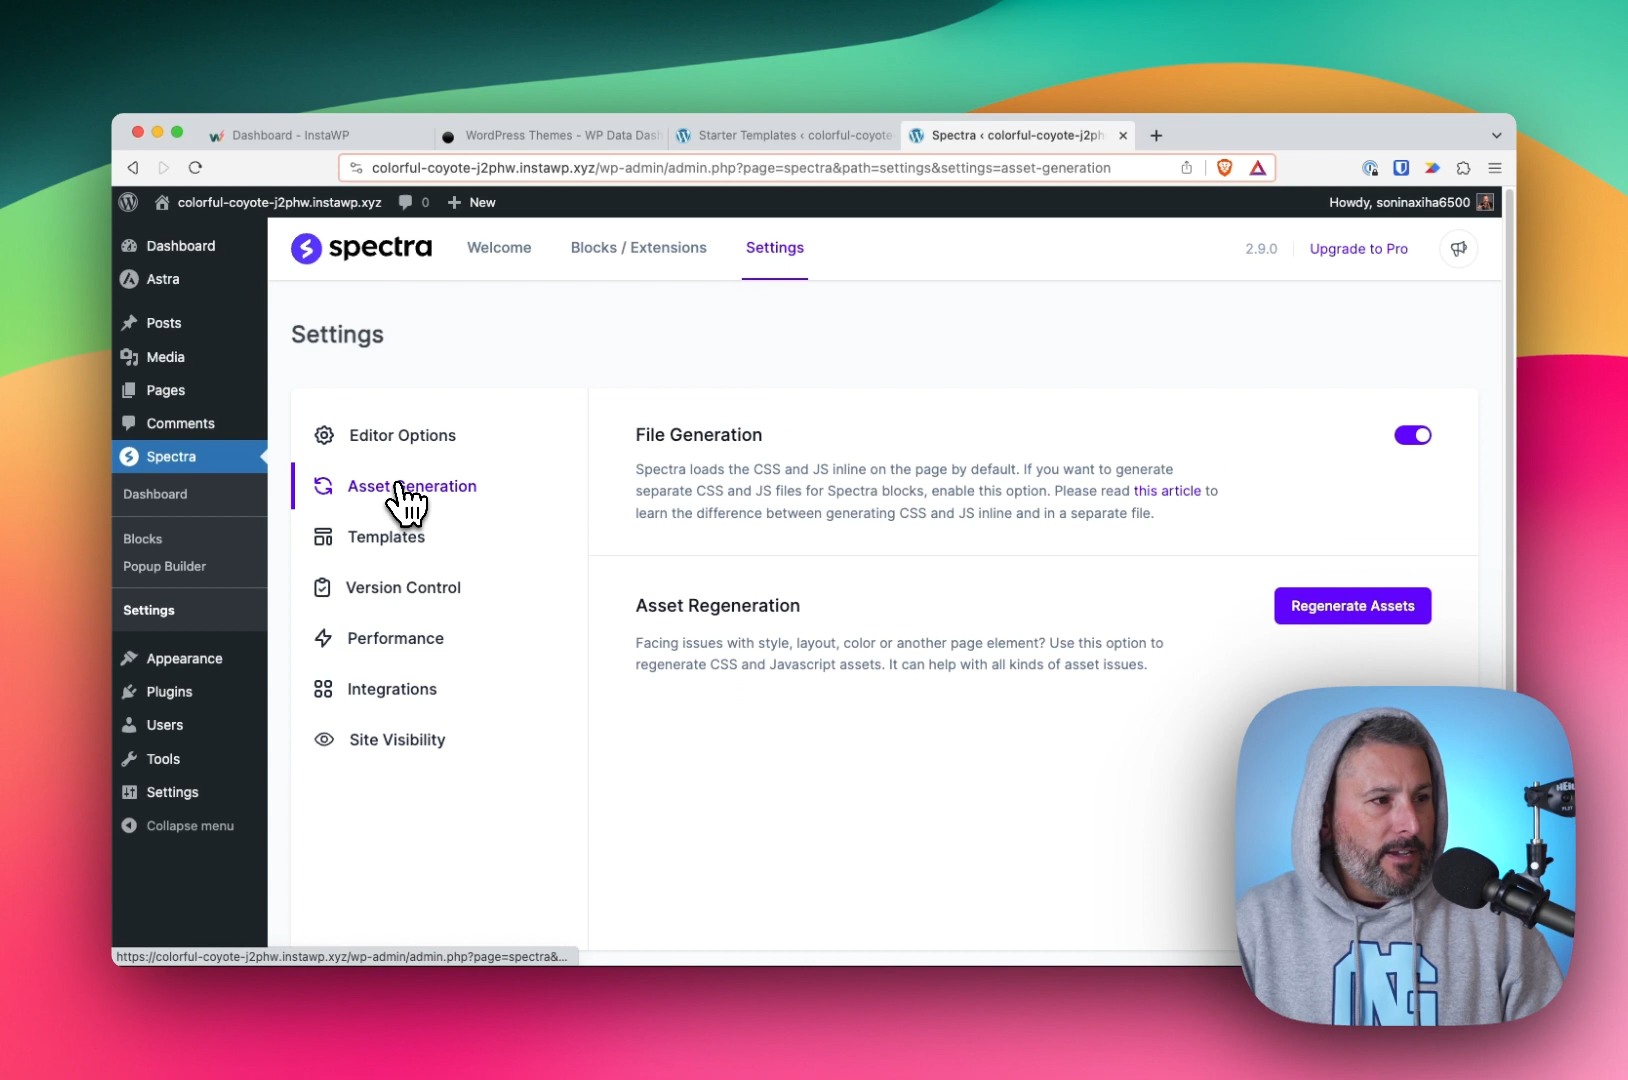 Dashboard - InstaWP
WordPress Themes - WP Data Dash
Starter Templates ‹ colorful-coyote-
Spectra ‹ colorful-coyote-j2ph
colorful-coyote-j2phw.instawp.xyz/wp-admin/admin.php?page=spectra&path=settings&settings=asset-generation
colorful-coyote-j2phw.instawp.xyz
0
New
Howdy, soninaxiha6500
Dashboard
Astra
Posts
Media
Pages
Comments
Spectra
Dashboard
Blocks
Popup Builder
Settings
Appearance
Plugins
Users
Tools
Settings
Collapse menu
spectra
Welcome
Blocks / Extensions
Settings
2.9.0
Upgrade to Pro
Settings
Editor Options
Asset Generation
Templates
Version Control
Performance
Integrations
Site Visibility
File Generation
Spectra loads the CSS and JS inline on the page by default. If you want to generate
separate CSS and JS files for Spectra blocks, enable this option. Please read this article to
learn the difference between generating CSS and JS inline and in a separate file.
Asset Regeneration
Regenerate Assets
Facing issues with style, layout, color or another page element? Use this option to
regenerate CSS and Javascript assets. It can help with all kinds of asset issues.
https://colorful-coyote-j2phw.instawp.xyz/wp-admin/admin.php?page=spectra&...